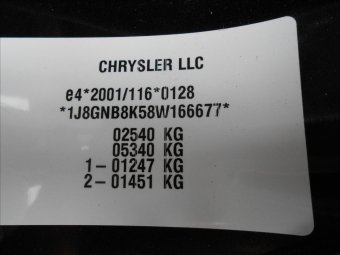 CHRYSLER LLC
e4*2001/116*0128
*1J8GNB8K58W166677*
02540 KG
05340 KG
1-01247 KG
2-01451 KG